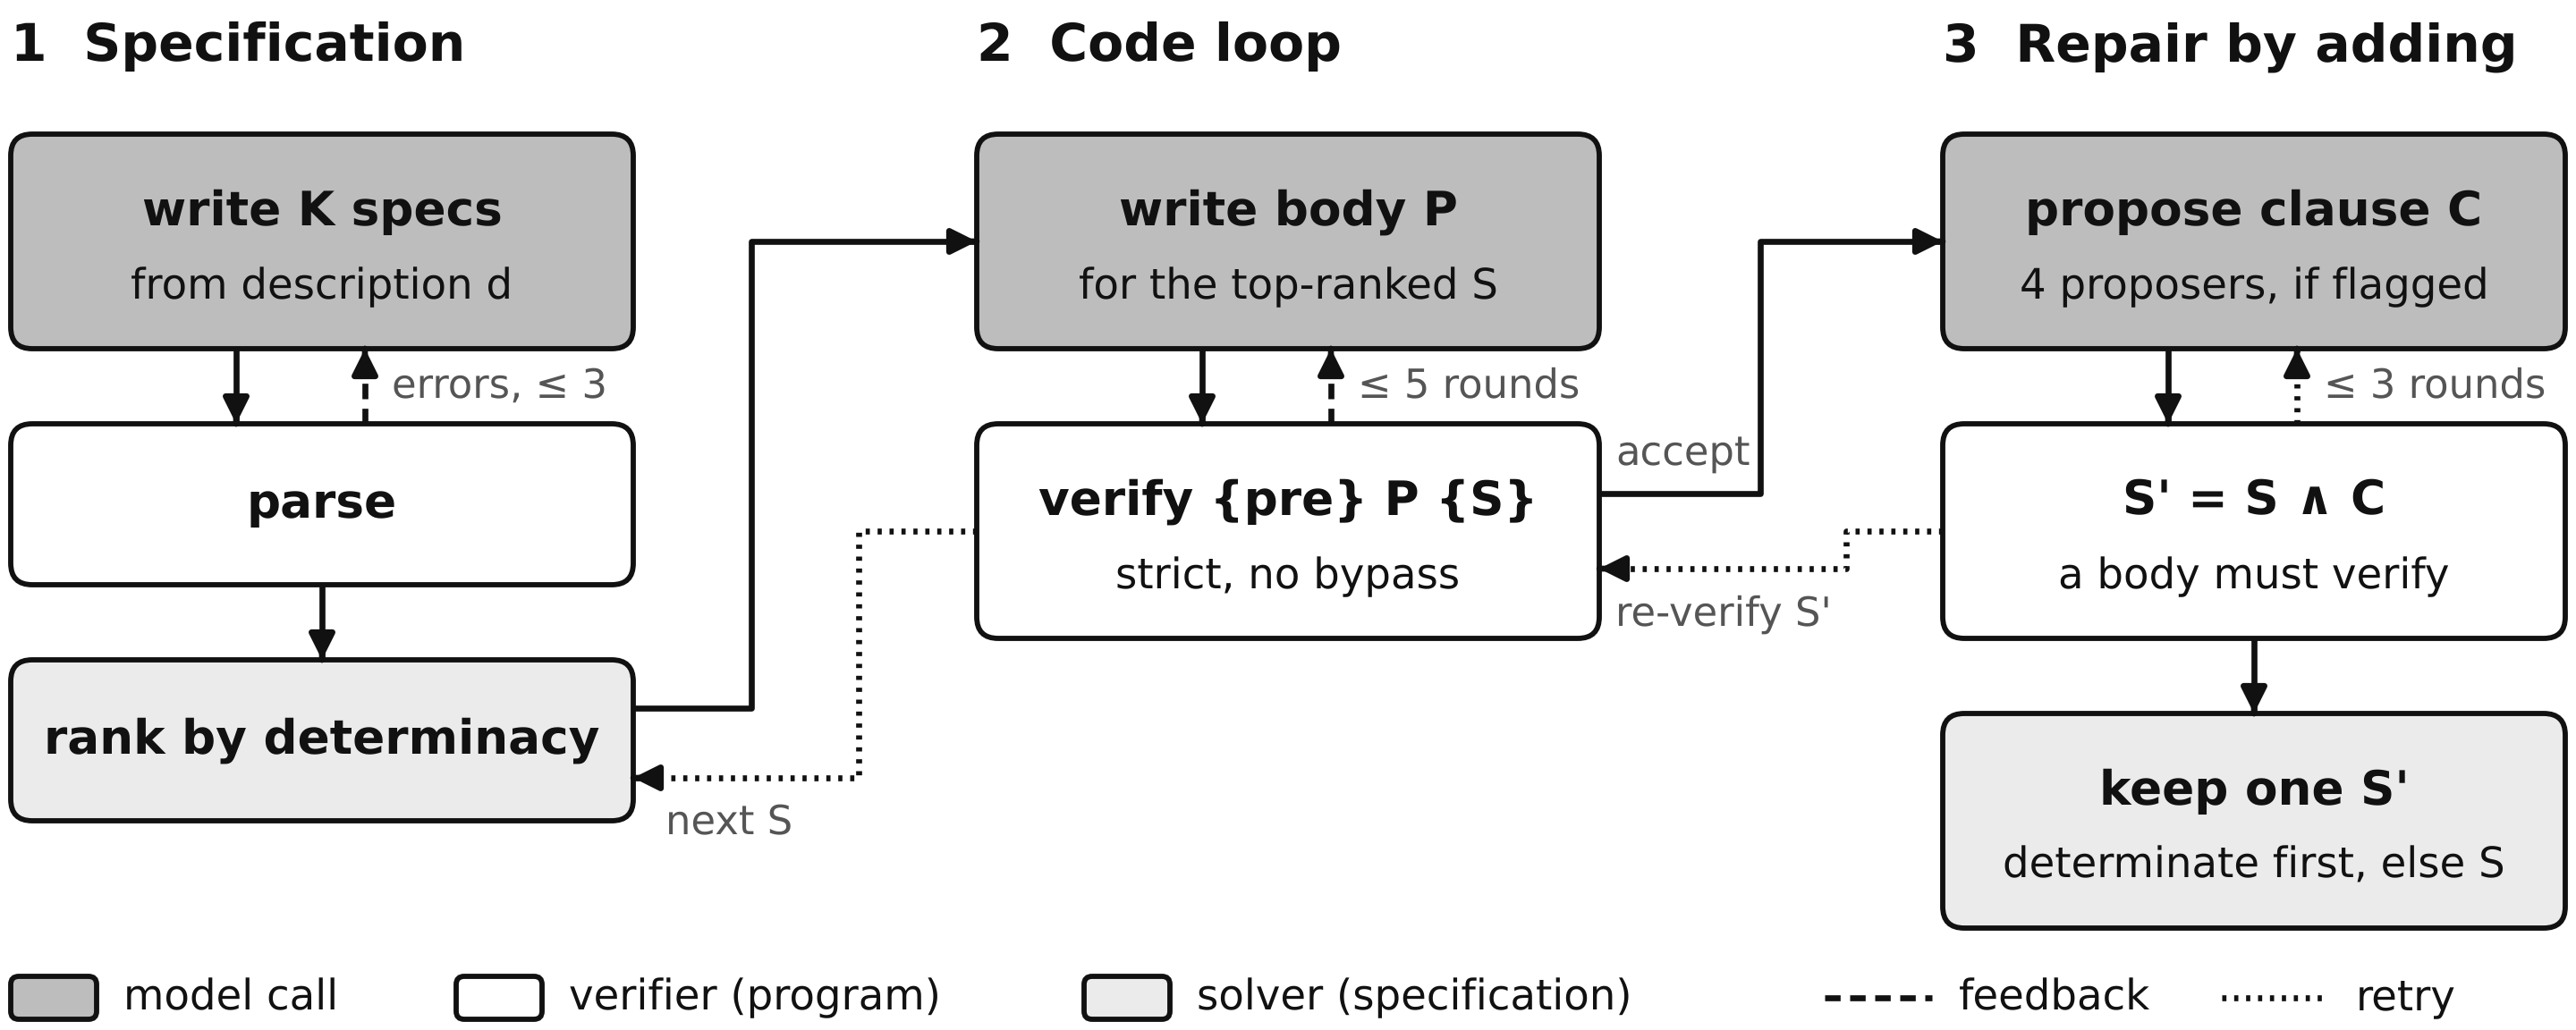 1 Specification
write K specs
from description d
errors, ≤ 3
parse
rank by determinacy
next S
2 Code loop
write body P
for the top-ranked S
≤ 5 rounds
verify {pre} P {S}
strict, no bypass
accept
re-verify S'
3 Repair by adding
propose clause C
4 proposers, if flagged
≤ 3 rounds
S' = S ∧ C
a body must verify
keep one S'
determinate first, else S
model call
verifier (program)
solver (specification)
feedback
retry